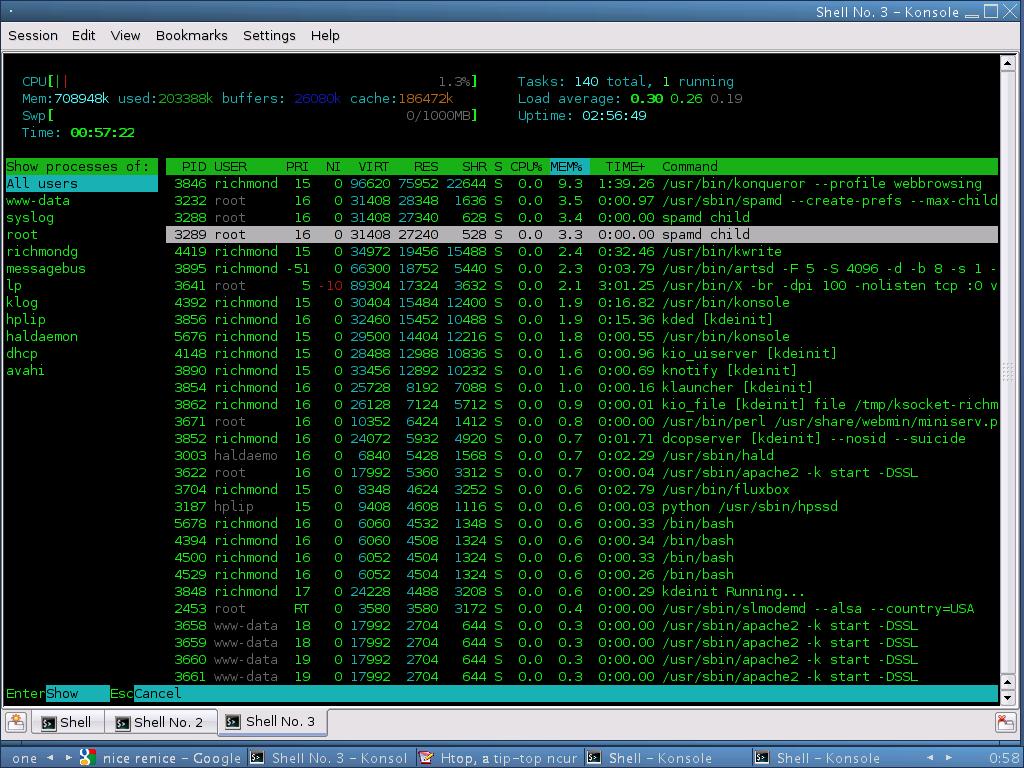 Shell No. 3 - Konsole
Session Edit View Bookmarks Settings Help
CPU[|| 1.3%] Tasks: 140 total, 1 running
Mem:708948k used:203388k buffers: 26080k cache:186472k Load average: 0.30 0.26 0.19
Swp[ 0/1000MB] Uptime: 02:56:49
Time: 00:57:22
Show processes of: PID USER PRI NI VIRT RES SHR S CPU% MEM% TIME+ Command
All users 3846 richmond 15 0 96620 75952 22644 S 0.0 9.3 1:39.26 /usr/bin/konqueror --profile webbrowsing
www-data 3232 root 16 0 31408 28348 1636 S 0.0 3.5 0:00.97 /usr/sbin/spamd --create-prefs --max-child
syslog 3288 root 16 0 31408 27340 628 S 0.0 3.4 0:00.00 spamd child
root 3289 root 16 0 31408 27240 528 S 0.0 3.3 0:00.00 spamd child
richmondg 4419 richmond 15 0 34972 19456 15488 S 0.0 2.4 0:32.46 /usr/bin/kwrite
messagebus 3895 richmond -51 0 66300 18752 5440 S 0.0 2.3 0:03.79 /usr/bin/artsd -F 5 -S 4096 -d -b 8 -s 1 -
lp 3641 root 5 -10 89304 17324 3632 S 0.0 2.1 3:01.25 /usr/bin/X -br -dpi 100 -nolisten tcp :0 v
klog 4392 richmond 15 0 30404 15484 12400 S 0.0 1.9 0:16.82 /usr/bin/konsole
hplip 3856 richmond 16 0 32460 15452 10488 S 0.0 1.9 0:15.36 kded [kdeinit]
haldaemon 5676 richmond 15 0 29500 14404 12216 S 0.0 1.8 0:00.55 /usr/bin/konsole
dhcp 4148 richmond 15 0 28488 12988 10836 S 0.0 1.6 0:00.96 kio_uiserver [kdeinit]
avahi 3890 richmond 15 0 33456 12892 10232 S 0.0 1.6 0:00.69 knotify [kdeinit]
3854 richmond 16 0 25728 8192 7088 S 0.0 1.0 0:00.16 klauncher [kdeinit]
3862 richmond 16 0 26128 7124 5712 S 0.0 0.9 0:00.01 kio_file [kdeinit] file /tmp/ksocket-richm
3671 root 16 0 10352 6424 1412 S 0.0 0.8 0:00.00 /usr/bin/perl /usr/share/webmin/miniserv.p
3852 richmond 16 0 24072 5932 4920 S 0.0 0.7 0:01.71 dcopserver [kdeinit] --nosid --suicide
3003 haldaemo 16 0 6840 5428 1568 S 0.0 0.7 0:02.29 /usr/sbin/hald
3622 root 16 0 17992 5360 3312 S 0.0 0.7 0:00.04 /usr/sbin/apache2 -k start -DSSL
3704 richmond 15 0 8348 4624 3252 S 0.0 0.6 0:02.79 /usr/bin/fluxbox
3187 hplip 15 0 9408 4608 1116 S 0.0 0.6 0:00.03 python /usr/sbin/hpssd
5678 richmond 16 0 6060 4532 1348 S 0.0 0.6 0:00.33 /bin/bash
4394 richmond 16 0 6060 4508 1324 S 0.0 0.6 0:00.34 /bin/bash
4500 richmond 16 0 6052 4504 1324 S 0.0 0.6 0:00.33 /bin/bash
4529 richmond 16 0 6052 4504 1324 S 0.0 0.6 0:00.26 /bin/bash
3848 richmond 17 0 24228 4488 3208 S 0.0 0.6 0:00.29 kdeinit Running...
2453 root RT 0 3580 3580 3172 S 0.0 0.4 0:00.00 /usr/sbin/slmodemd --alsa --country=USA
3658 www-data 18 0 17992 2704 644 S 0.0 0.3 0:00.00 /usr/sbin/apache2 -k start -DSSL
3659 www-data 18 0 17992 2704 644 S 0.0 0.3 0:00.00 /usr/sbin/apache2 -k start -DSSL
3660 www-data 19 0 17992 2704 644 S 0.0 0.3 0:00.00 /usr/sbin/apache2 -k start -DSSL
3661 www-data 19 0 17992 2704 644 S 0.0 0.3 0:00.00 /usr/sbin/apache2 -k start -DSSL
EnterShow EscCancel
Shell Shell No. 2 Shell No. 3
one nice renice - Google Shell No. 3 - Konsol Htop, a tip-top ncur Shell - Konsole Shell - Konsole 0:58